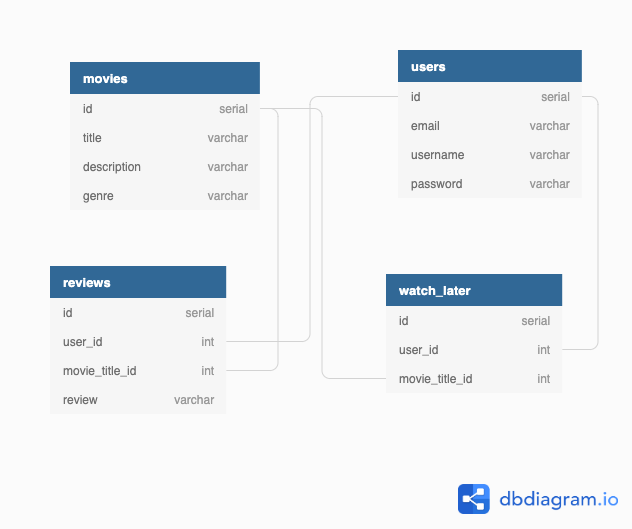 movies
id serial
title varchar
description varchar
genre varchar
users
id serial
email varchar
username varchar
password varchar
reviews
id serial
user_id int
movie_title_id int
review varchar
watch_later
id serial
user_id int
movie_title_id int
dbdiagram.io